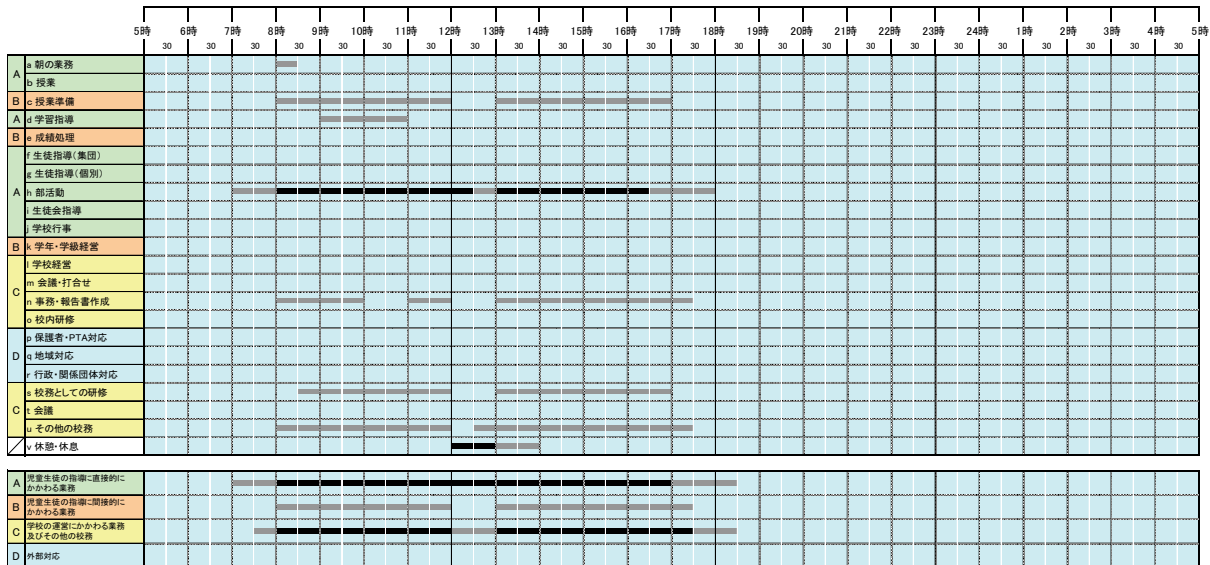 5時 6時 7時 8時 9時 10時 11時 12時 13時 14時 15時 16時 17時 18時 19時 20時 21時 22時 23時 24時 1時 2時 3時 4時 5時
30 30 30 30 30 30 30 30 30 30 30 30 30 30 30 30 30 30 30 30 30 30 30 30
A a 朝の業務
b 授業
B c 授業準備
A d 学習指導
B e 成績処理
A f 生徒指導(集団)
g 生徒指導(個別)
h 部活動
i 生徒会指導
j 学校行事
B k 学年・学級経営
C l 学校経営
m 会議・打合せ
n 事務・報告書作成
o 校内研修
D p 保護者・PTA対応
q 地域対応
r 行政・関係団体対応
C s 校務としての研修
t 会議
u その他の校務
v 休憩・休息
A 児童生徒の指導に直接的に
かかわる業務
B 児童生徒の指導に間接的に
かかわる業務
C 学校の運営にかかわる業務
及びその他の校務
D 外部対応